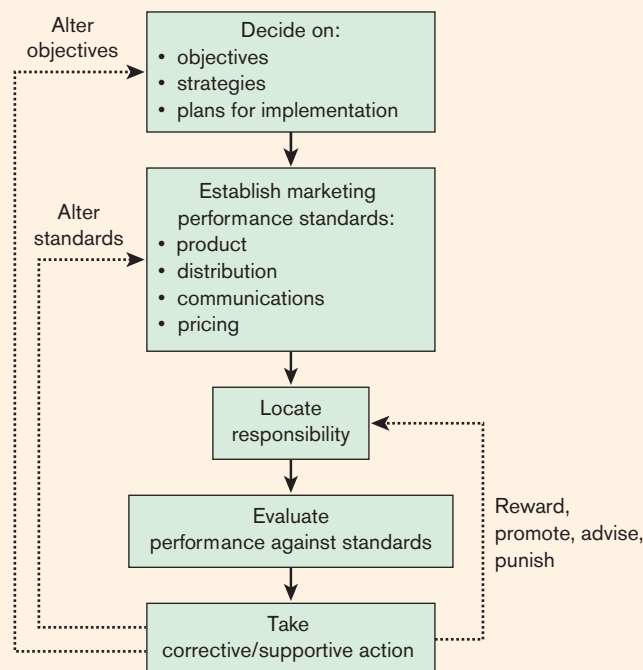 Alter
objectives
Decide on:
• objectives
• strategies
• plans for implementation
Alter
standards
Establish marketing
performance standards:
• product
• distribution
• communications
• pricing
Locate
responsibility
Evaluate
performance against standards
Reward,
promote, advise,
punish
Take
corrective/supportive action